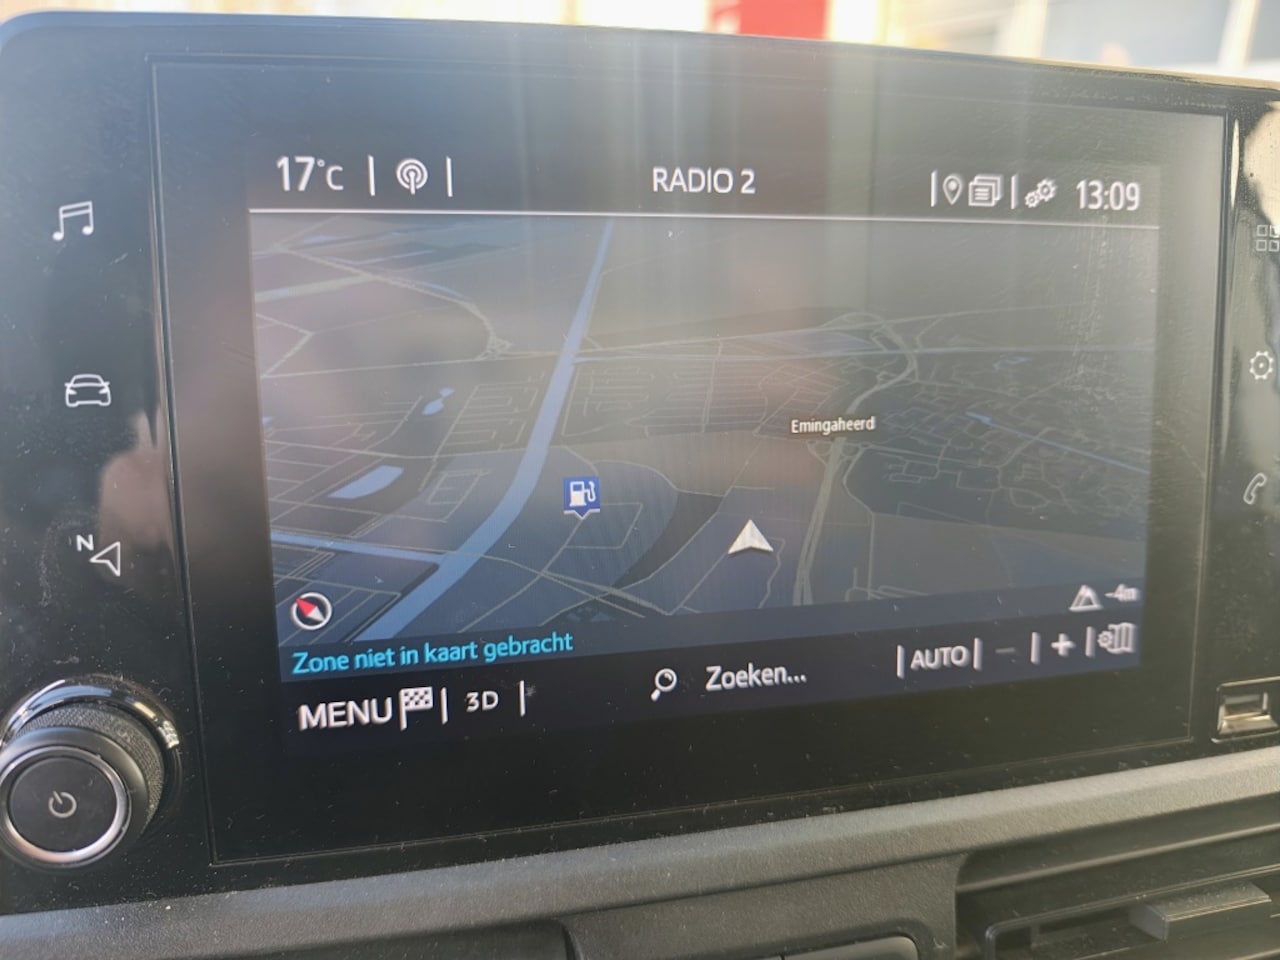 17°C
RADIO 2
13:09
Emingaheerd
N
-4m
Zone niet in kaart gebracht
MENU
3D
Zoeken...
AUTO